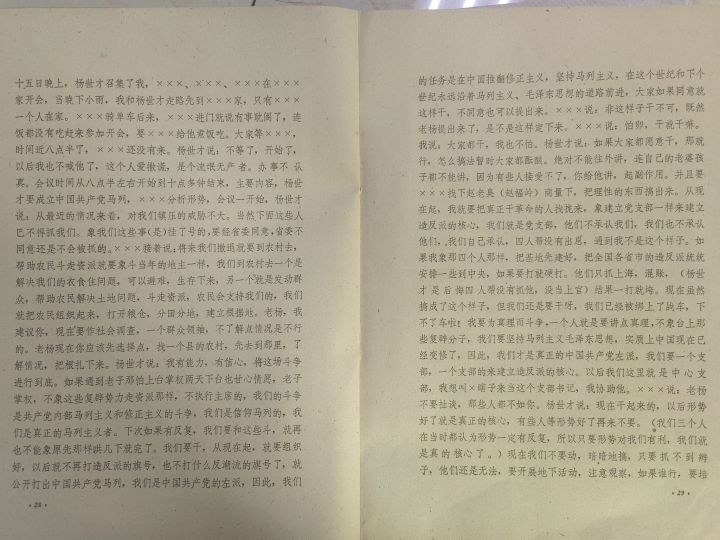 十五日晚上，杨世才召集了我，×××、×××、×××在×××
家开会，当晚下小雨，我和杨世才走路先到×××家，只有×××
一个人在家。×××骑单车后来，×××进门就说有事耽阁了，连
饭都没有吃赶来参加开会，要×××给他煮饭吃。大家等×××，
时间近八点半了，×××还没有来。杨世才说：不等了，开始了，
以后我也不喊他了，这个人爱撒谎，是个流氓无产者。办事不认
真。会议时间从八点半左右开始到十点多钟结束，主要内容，杨世
才要成立中国共产党马列，×××分析形势，会议一开始，杨世才
说：从最近的情况来看，对我们镇压的威胁不大。当然下面这些人
巴不得抓我们。象我们这些事(是)挂了号的，要经省委同意，省委不
同意还是不会被抓的。×××接着说：将来我们撤退就要到农村去，
帮助农民斗走资派就要象斗当年的地主一样，我们到农村去一个是
解决我们的衣食住问题，可以避难，生存下来，另一个就是发动群
众，帮助农民解决土地问题，斗走资派，农民会支持我们的，我们
就把农民组织起来，打开粮仓，分田分地，建立根据地。老杨，我
建议你，现在要作社会调查，一个群众领袖，不了解点情况是不行
的。老杨现在你应该先选择点，找一个县的农村，先去到那里，了
解情况，把根扎下来。杨世才说：我有能力，有信心，将这场斗争
进行到底。如果遇到老子那怕上台掌权两天下台也甘心情愿，老子
掌权，不象这些复辟势力走资派那样，不执行主席的，我们的斗争
是共产党内部马列主义和修正主义的斗争，我们是信仰马列的，我
们是真正的马列主义者。下次如果有反复，我们要和这些斗，就再
也不能象原先那样哄几下就完了。我们要干，从现在起，就要组织
好，以后就不再打造反派的旗号，也不打什么反潮流的旗号了，就
公开打出中国共产党马列，我们是中国共产党的左派，因此，我们
·28·
的任务是在中国推翻修正主义，坚持马列主义，在这个世纪和下个
世纪永远沿着马列主义、毛泽东思想的道路前进，大家如果同意就
这样干，不同意也可以提出来。×××说：非这样子干不可，既然
老杨提出来了，是不是这样定下来。×××说：怕卵，干就干嘛。
我说：大家都干，我也不怕。杨世才说：如果大家都愿意干，那就
行，怎么搞法暂时大家都酝酿。绝对不能往外讲，连自己的老婆孩
子都不能讲，因为有些人接受不了，你给他讲，起副作用。并且要
×××找下赵老奥（赵福岭）商量下，把理性的东西搞出来。从现
在起，我就要把真正干革命的人找拢来，象建立党支部一样来建立
造反派的核心，我们就是党支部，他们不承认我们，我们也不承认
他们，我们自己承认，四人帮没有出息，遇到我不是这个样子。如
果我象那四个人那样，把基地先建好，把全国各省市的造反派就统
安排一些到中央，如果要打就硬打。他们只抓上海，混账，（杨世
才是后悔四人帮没有抓他，没当上官）结果一打就垮。现在虽然
搞成了这个样子，但我们还是要干呀，我们已经被绑上了战车，下
不了车啦！我要为真理而斗争，一个人就是要讲点真理，不象台上那
些复辟分子，我们要坚持马列主义毛泽东思想，实质上中国现在已
经变修了，因此，我们才是真正的中国共产党左派，我们要一个支
部，一个支部的来建立造反派的核心。以后我们这里就是中心支
部，我想叫×瞎子来当这个支部书记，我协助他。×××说：老杨
不要扯谈，那些人都不如你。杨世才说：现在干起来的，以后形势
好了就是真正的核心，有些人等形势好了再来不要。（我们三个人
在当时都认为形势一定有反复，所以只要形势对我们有利，我们就
是真的核心了。）现在我们不要动，暗暗地搞，只要抓不到辫
子，他们还是无法，要开展地下活动，注意观察，如果谁行，要培
·29·